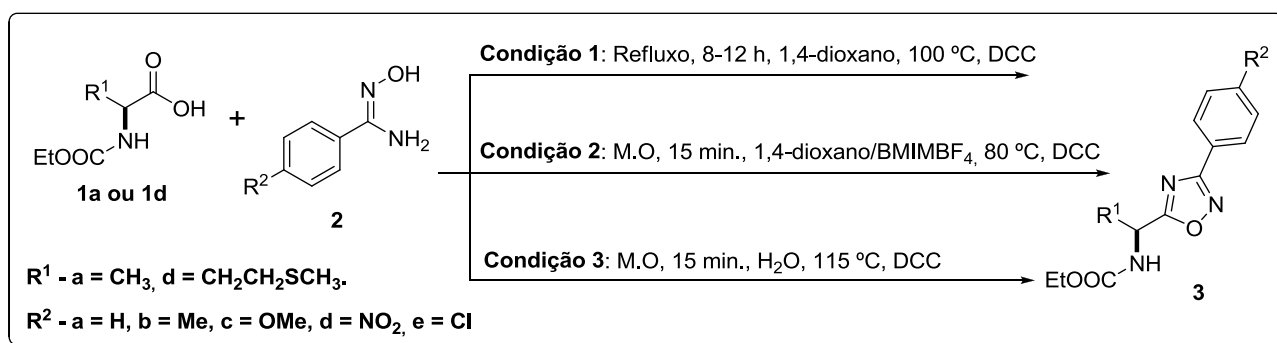 Condição 1: Refluxo, 8-12 h, 1,4-dioxano, 100 ºC, DCC
R²
O
R¹
OH
NH
EtOOC
1a ou 1d
+
OH
N
NH₂
R²
2
Condição 2: M.O, 15 min., 1,4-dioxano/BMIMBF₄, 80 ºC, DCC
N
N
O
R¹
NH
EtOOC
3
Condição 3: M.O, 15 min., H₂O, 115 ºC, DCC
R¹ - a = CH₃, d = CH₂CH₂SCH₃.
R² - a = H, b = Me, c = OMe, d = NO₂, e = Cl